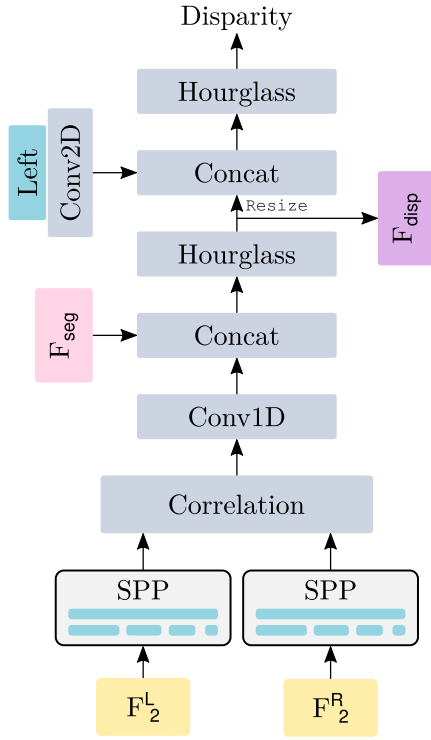 Disparity
Hourglass
Left
Conv2D
Concat
Resize
F_disp
Hourglass
F_seg
Concat
Conv1D
Correlation
SPP
SPP
F^L_2
F^R_2